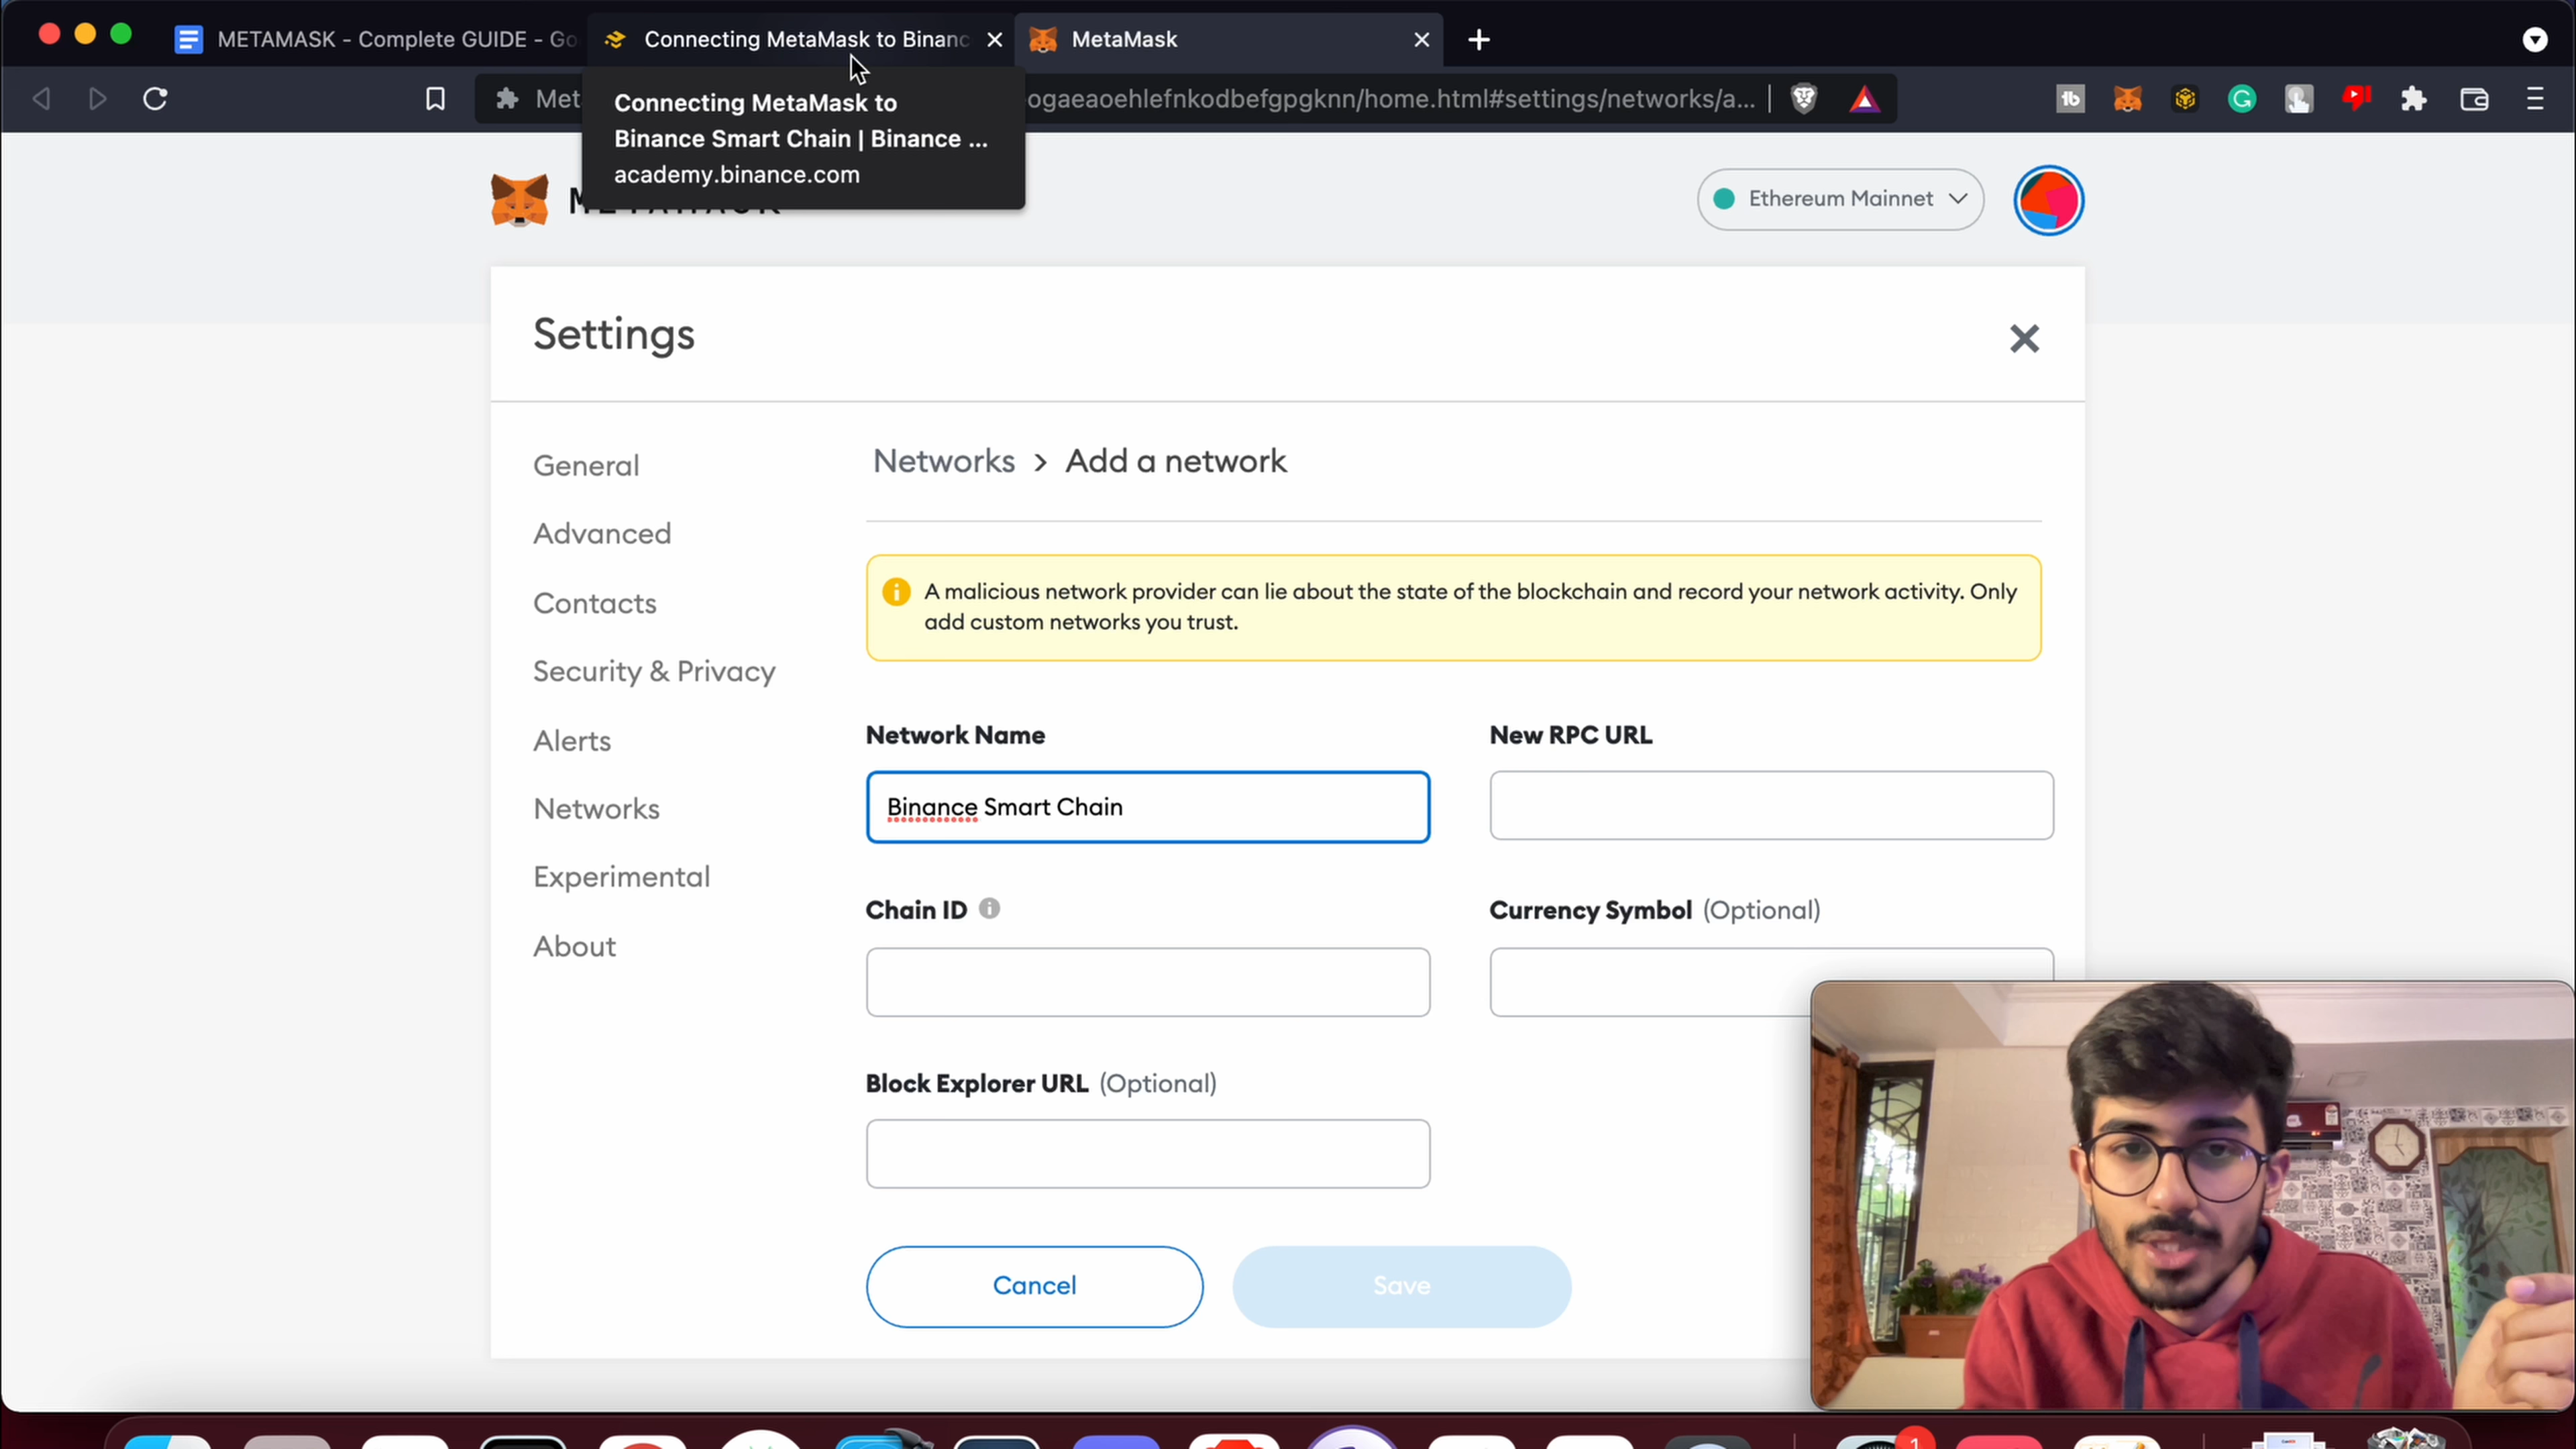 METAMASK - Complete GUIDE - Go
Connecting MetaMask to Binanc
MetaMask
Met
ogaeaoehlefnkodbefgpgknn/home.html#settings/networks/a...
Connecting MetaMask to
Binance Smart Chain | Binance ...
academy.binance.com
Ethereum Mainnet
Settings
General
Advanced
Contacts
Security & Privacy
Alerts
Networks
Experimental
About
Networks > Add a network
A malicious network provider can lie about the state of the blockchain and record your network activity. Only
add custom networks you trust.
Network Name
New RPC URL
Binance Smart Chain
Chain ID
Currency Symbol (Optional)
Block Explorer URL (Optional)
Cancel
Save
1